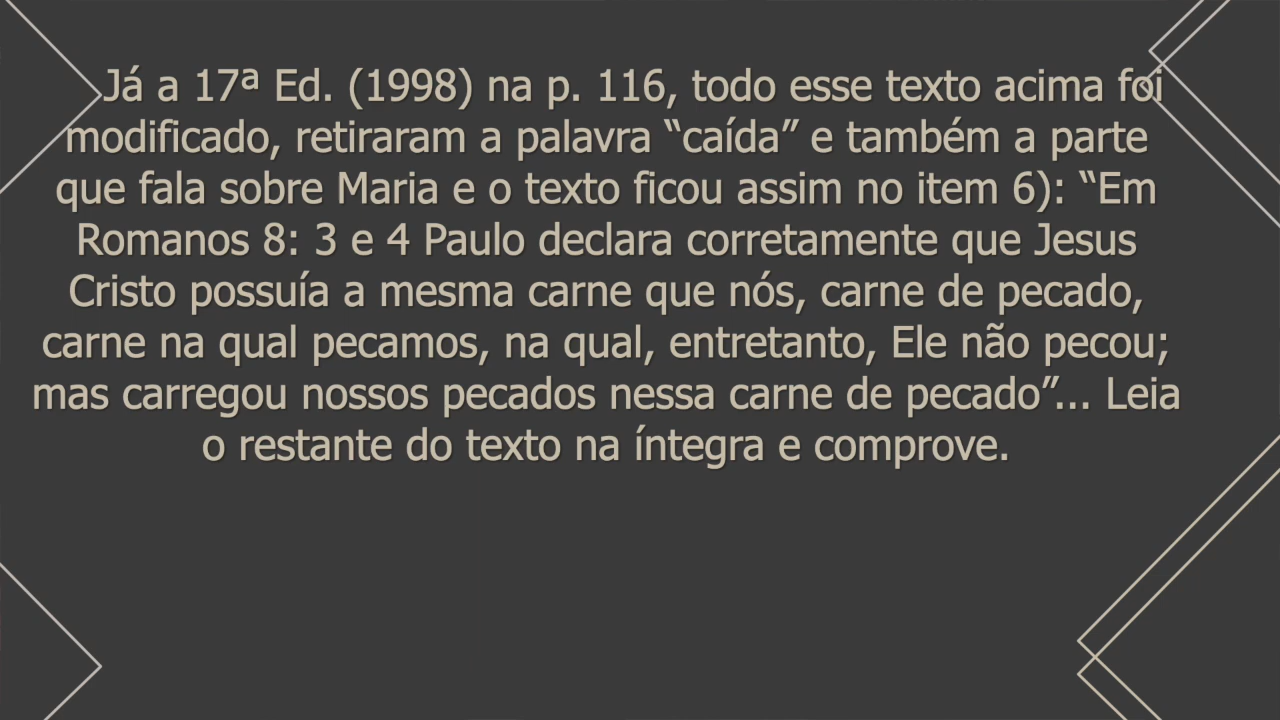 Já a 17ª Ed. (1998) na p. 116, todo esse texto acima foi
modificado, retiraram a palavra “caída” e também a parte
que fala sobre Maria e o texto ficou assim no item 6): “Em
Romanos 8: 3 e 4 Paulo declara corretamente que Jesus
Cristo possuía a mesma carne que nós, carne de pecado,
carne na qual pecamos, na qual, entretanto, Ele não pecou;
mas carregou nossos pecados nessa carne de pecado”... Leia
o restante do texto na íntegra e comprove.